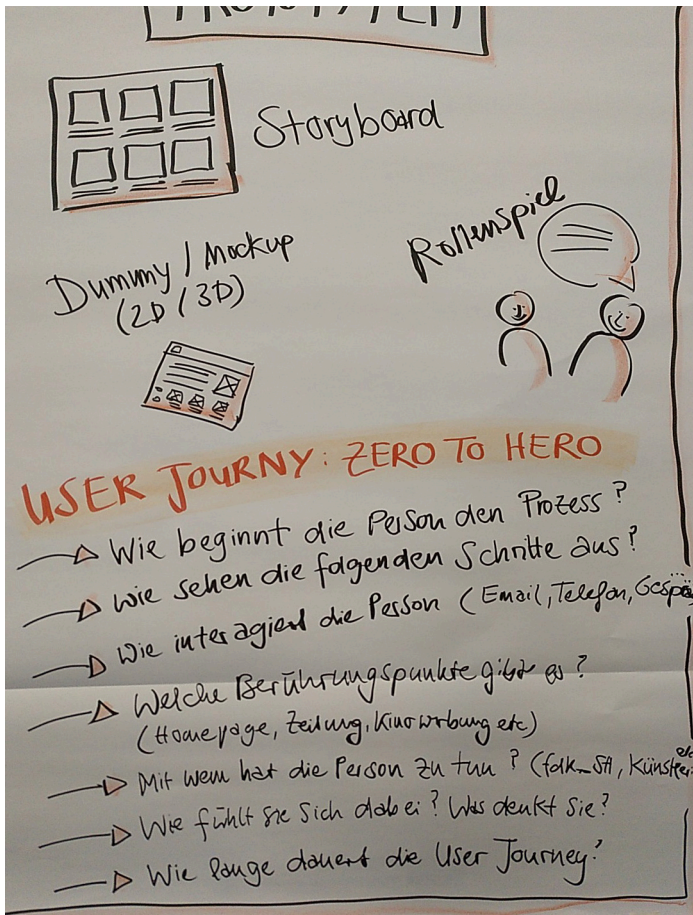 Storyboard
Dummy / Mockup
(2D / 3D)
Rollenspiel
USER JOURNY: ZERO TO HERO
Wie beginnt die Person den Prozess?
Wie sehen die folgenden Schritte aus?
Wie interagiert die Person (Email, Telefon, Gesprä
Welche Berührungspunkte gibt es?
(Homepage, Zeitung, Kinowerbung etc)
Mit wem hat die Person zu tun? (
Künstler etc
Wie fühlt sie sich dabei? Was denkt sie?
Wie lange dauert die User Journey?